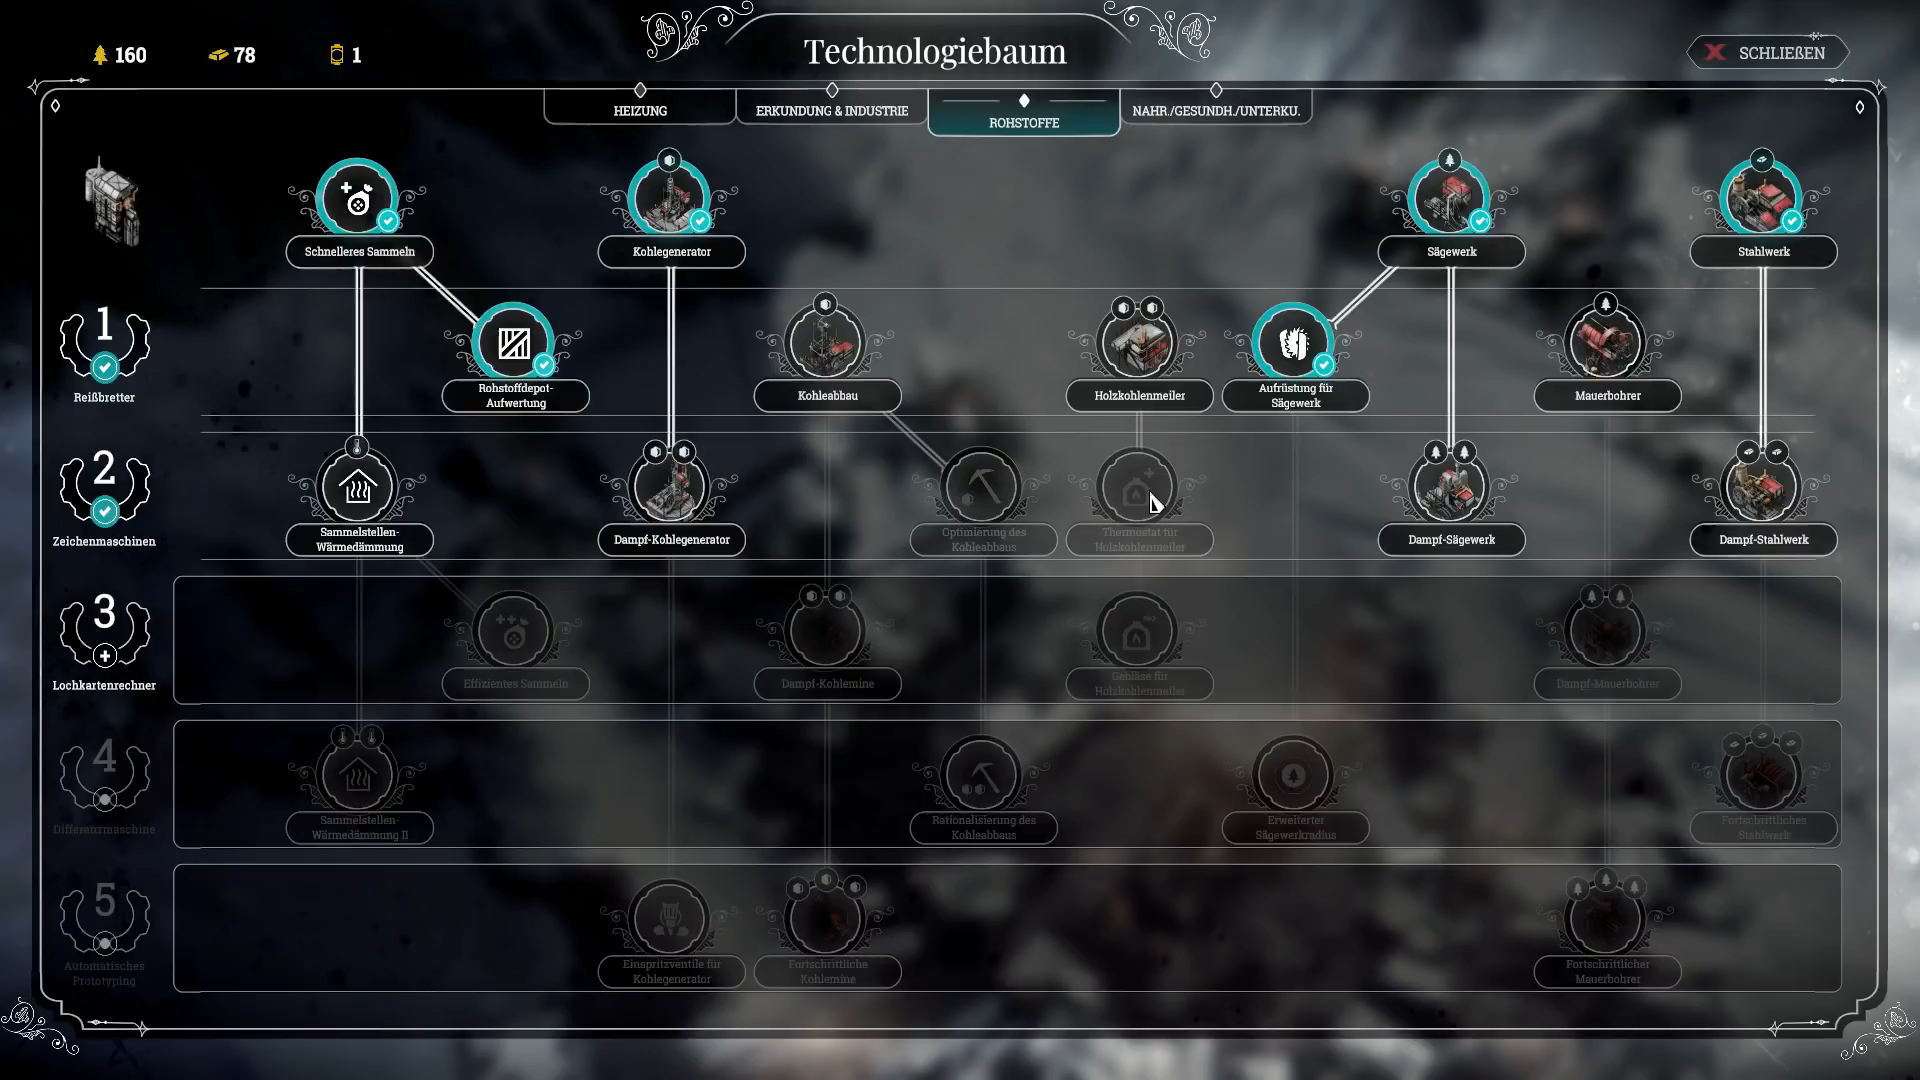 160
78
1
Technologiebaum
SCHLIEẞEN
HEIZUNG
ERKUNDUNG & INDUSTRIE
ROHSTOFFE
NAHR./GESUNDH./UNTERKU.
Schnelleres Sammeln
Kohlegenerator
Sägewerk
Stahlwerk
1
Reißbretter
Rohstoffdepot-
Aufwertung
Kohleabbau
Holzkohlenmeiler
Aufrüstung für
Sägewerk
Mauerbohrer
2
Zeichenmaschinen
Sammelstellen-
Wärmedämmung
Dampf-Kohlegenerator
Optimierung des
Kohleabbaus
Thermostat für
Holzkohlenmeiler
Dampf-Sägewerk
Dampf-Stahlwerk
3
Lochkartenrechner
Effizientes Sammeln
Dampf-Kohlemine
Gebläse für
Holzkohlenmeiler
Dampf-Mauerbohrer
4
Differenzmaschine
Sammelstellen-
Wärmedämmung II
Rationalisierung des
Kohleabbaus
Erweiterter
Sägewerkradius
Fortschrittliches
Stahlwerk
5
Automatisches
Prototyping
Einspritzventile für
Kohlegenerator
Fortschrittliche
Kohlemine
Fortschrittlicher
Mauerbohrer